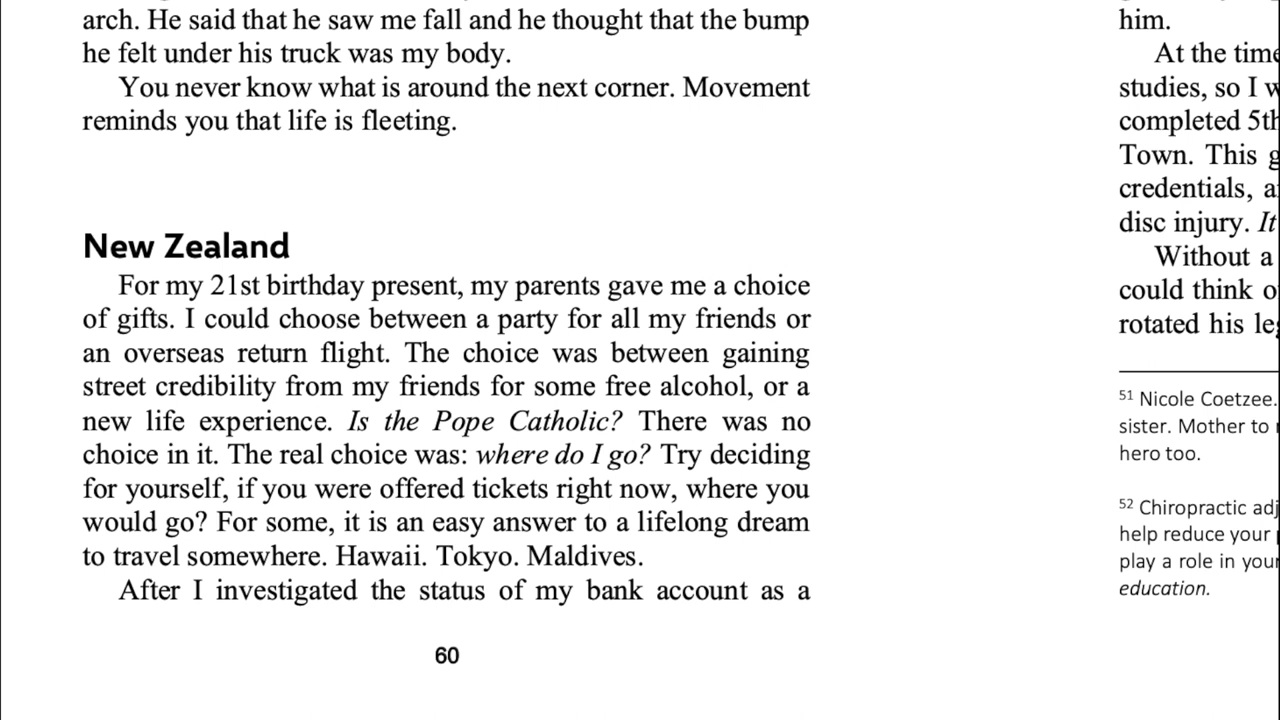 arch. He said that he saw me fall and he thought that the bump
he felt under his truck was my body.
You never know what is around the next corner. Movement
reminds you that life is fleeting.
New Zealand
For my 21st birthday present, my parents gave me a choice
of gifts. I could choose between a party for all my friends or
an overseas return flight. The choice was between gaining
street credibility from my friends for some free alcohol, or a
new life experience. Is the Pope Catholic? There was no
choice in it. The real choice was: where do I go? Try deciding
for yourself, if you were offered tickets right now, where you
would go? For some, it is an easy answer to a lifelong dream
to travel somewhere. Hawaii. Tokyo. Maldives.
After I investigated the status of my bank account as a
60
him.
At the time
studies, so I w
completed 5th
Town. This g
credentials, a
disc injury. It
Without a
could think o
rotated his leg
51 Nicole Coetzee.
sister. Mother to
hero too.
52 Chiropractic adj
help reduce your
play a role in your
education.